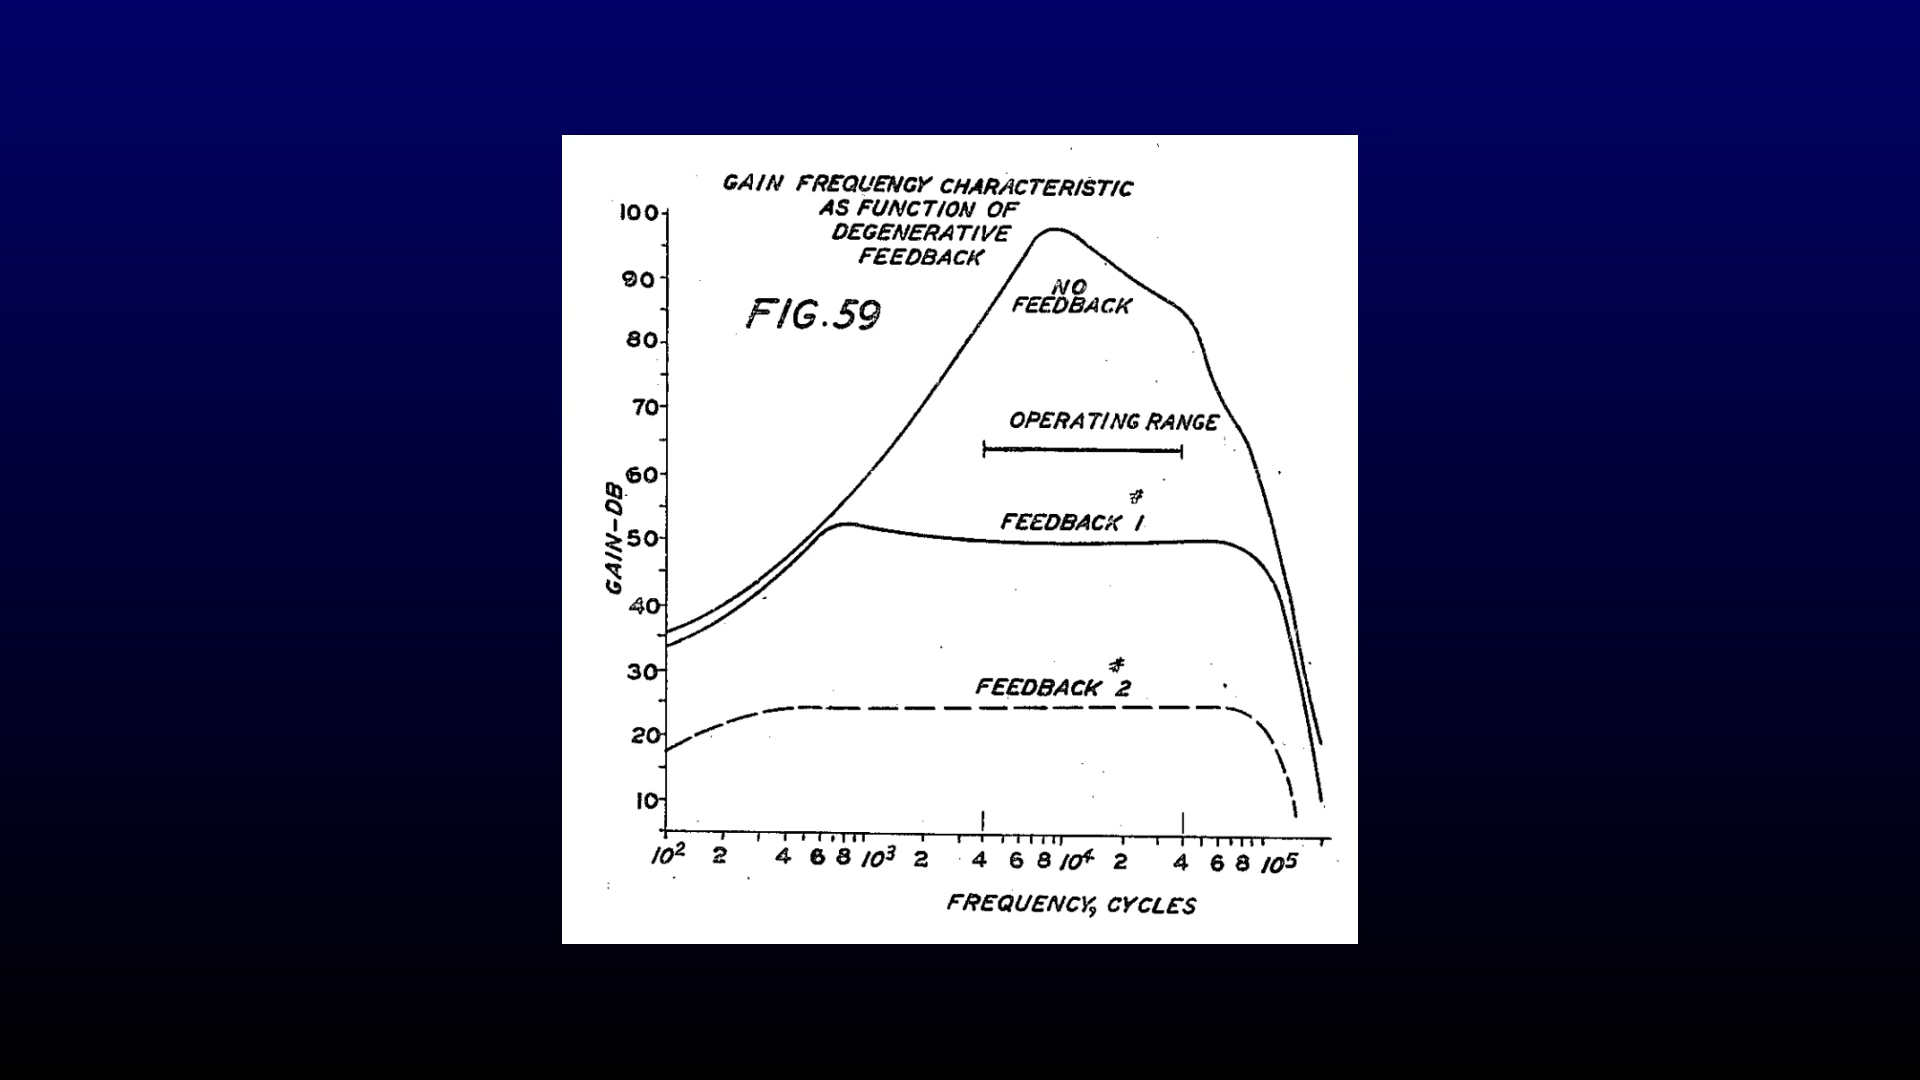 GAIN FREQUENCY CHARACTERISTIC
AS FUNCTION OF
DEGENERATIVE
FEEDBACK
FIG.59
100
90
80
70
60
50
40
30
20
10
GAIN-DB
NO
FEEDBACK
OPERATING RANGE
FEEDBACK #1
FEEDBACK #2
10² 2 4 6 8 10³ 2 4 6 8 10⁴ 2 4 6 8 10⁵
FREQUENCY, CYCLES